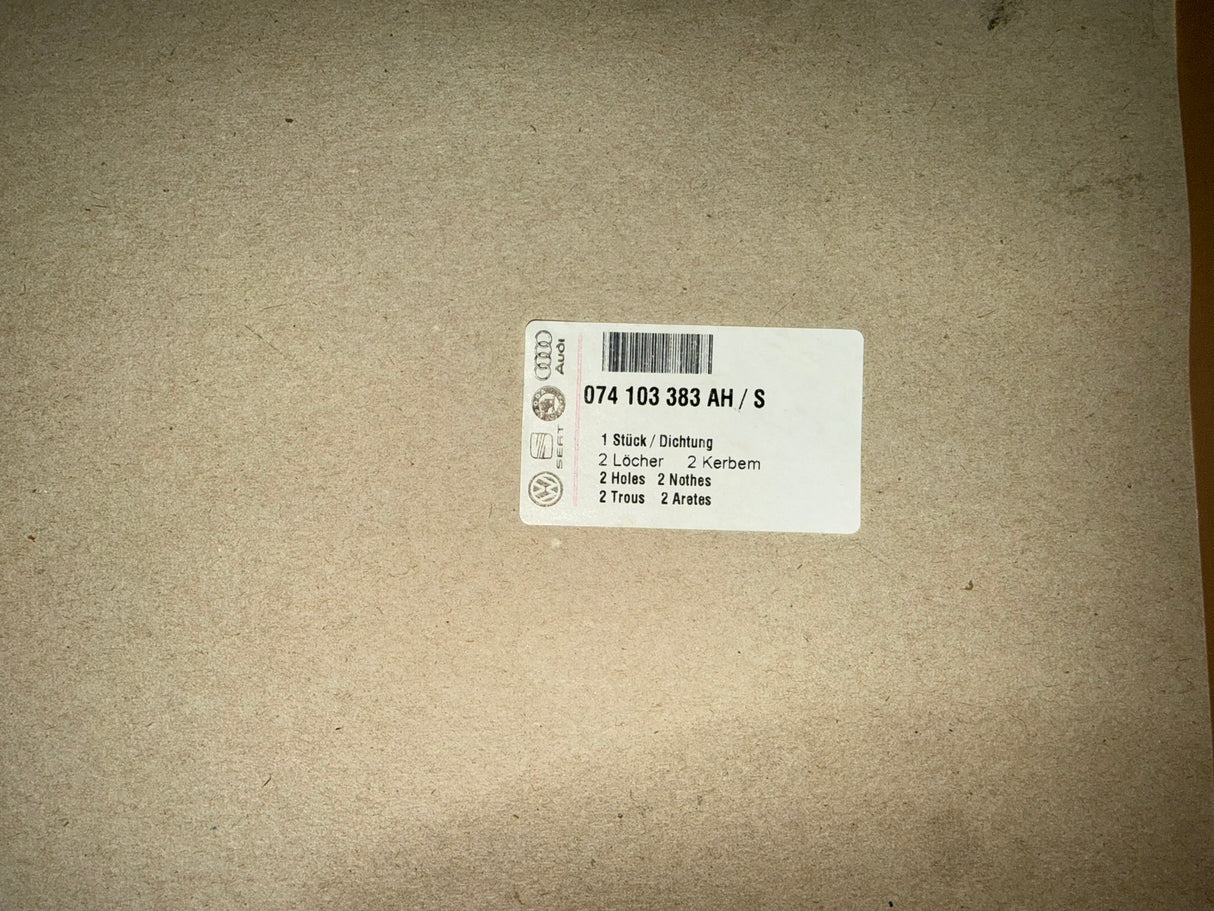 074 103 383 AH / S
1 Stück / Dichtung
2 Löcher 2 Kerbem
2 Holes 2 Nothes
2 Trous 2 Aretes
Audi
SEAT